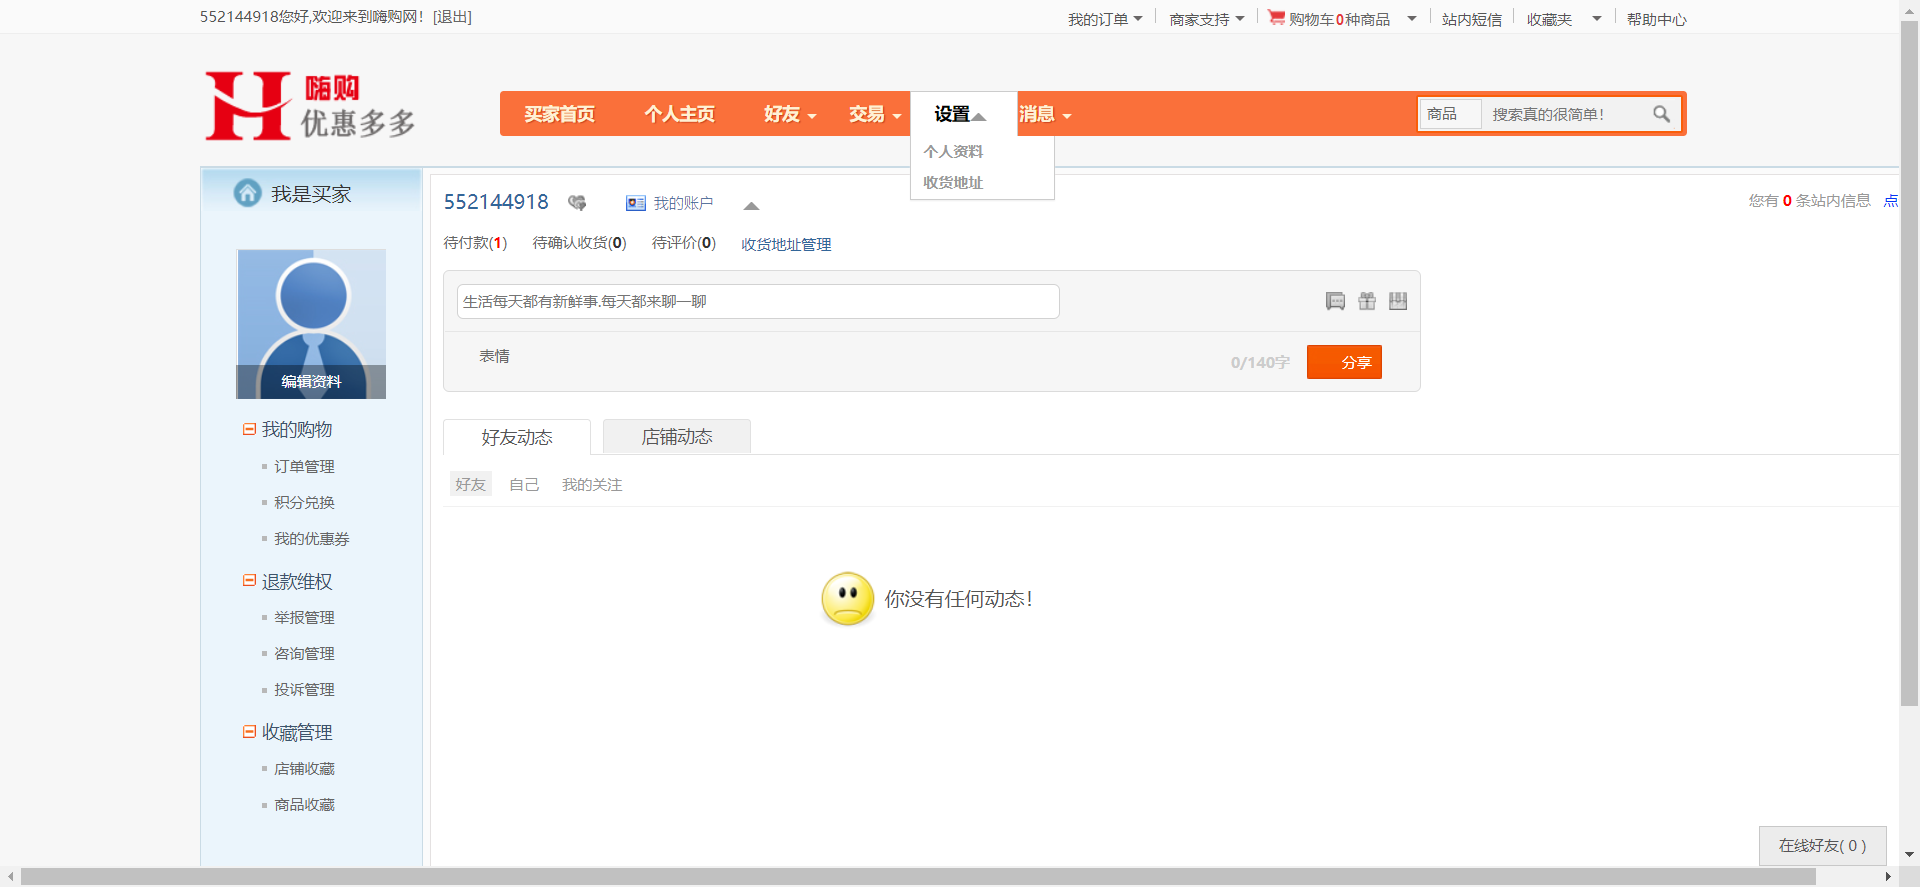 552144918您好,欢迎来到嗨购网！[退出]
我的订单 商家支持 购物车0种商品 站内短信 收藏夹 帮助中心
嗨购
优惠多多
买家首页 个人主页 好友 交易 设置 消息 商品 搜索真的很简单！
个人资料
收货地址
我是买家
552144918 我的账户 您有 0 条站内信息 点
待付款(1) 待确认收货(0) 待评价(0) 收货地址管理
生活每天都有新鲜事.每天都来聊一聊
表情 0/140字 分享
编辑资料
好友动态 店铺动态
好友 自己 我的关注
你没有任何动态！
我的购物
订单管理
积分兑换
我的优惠券
退款维权
举报管理
咨询管理
投诉管理
收藏管理
店铺收藏
商品收藏
在线好友( 0 )